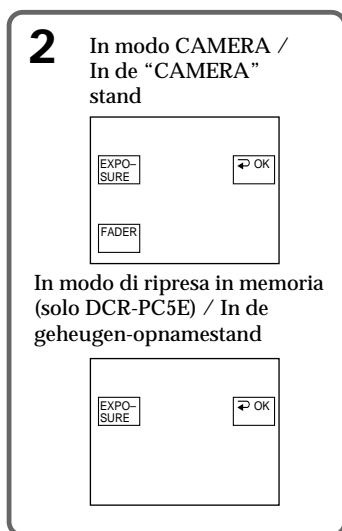 2
In modo CAMERA /
In de “CAMERA”
stand
EXPO–
SURE
⮌ OK
FADER
In modo di ripresa in memoria
(solo DCR-PC5E) / In de
geheugen-opnamestand
EXPO–
SURE
⮌ OK